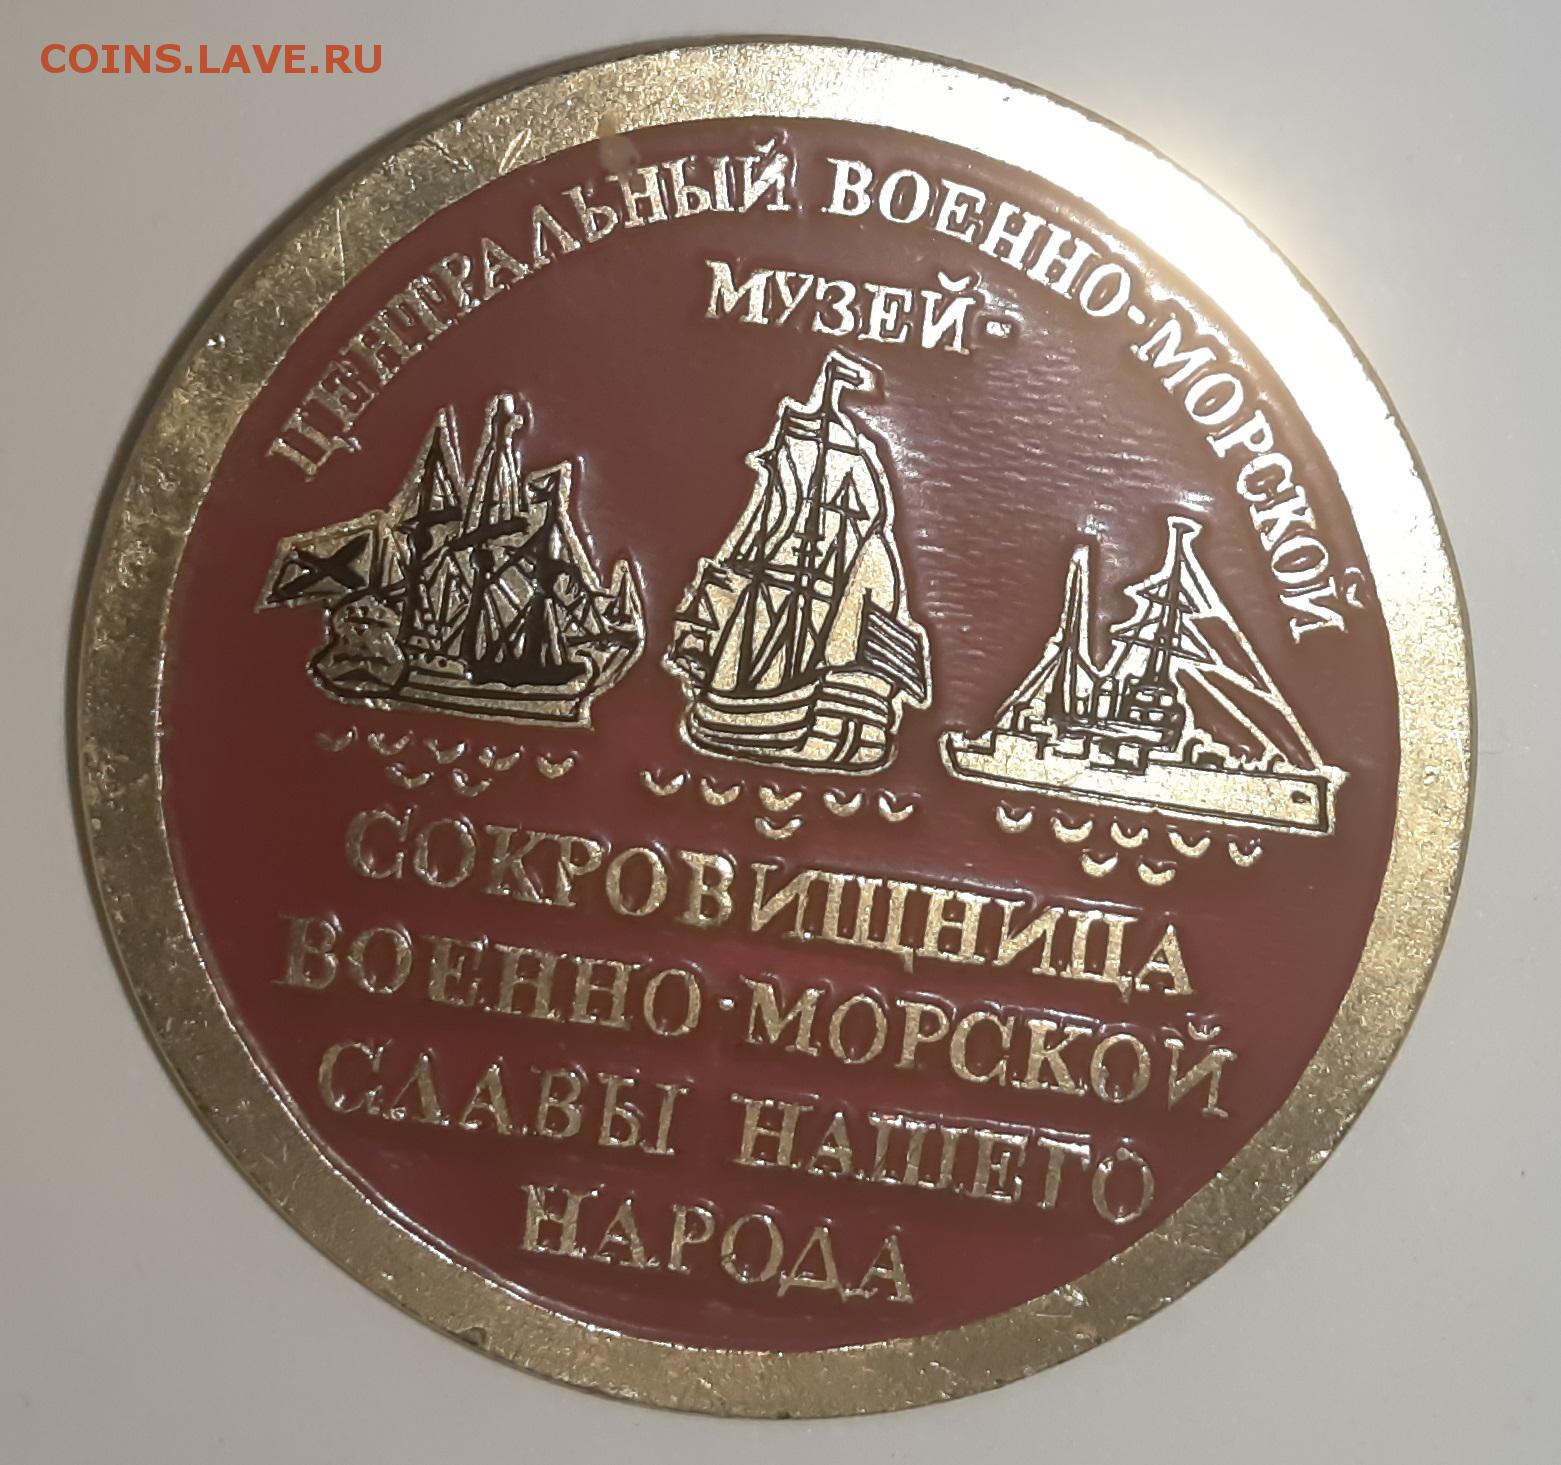 COINS.LAVE.RU
ЦЕНТРАЛЬНЫЙ ВОЕННО-МОРСКОЙ
МУЗЕЙ-
СОКРОВИЩНИЦА
ВОЕННО-МОРСКОЙ
СЛАВЫ НАШЕГО
НАРОДА